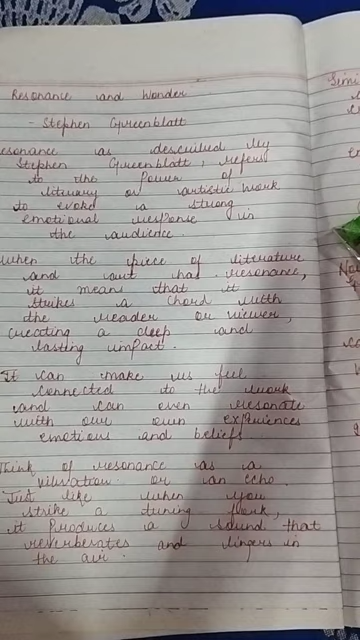 Resonance and Wonder
- Stephen Greenblatt
esonance as described by
Stephen Greenblatt, refers
to the Power of
literary or artistic work
to evoke a strong
emotional response in
the audience.
when the piece of literature
and art has resonance,
it means that it
strikes a chord with
the reader or viewer,
creating a deep and
lasting impact.
It can make us feel
connected to the work
and can even resonate
with our own experiences
emotions and beliefs
Think of resonance as a
vibration or an echo.
Just like when you
strike a tuning fork,
it Produces a sound that
reverberates and lingers in
the air.
Simi
Not